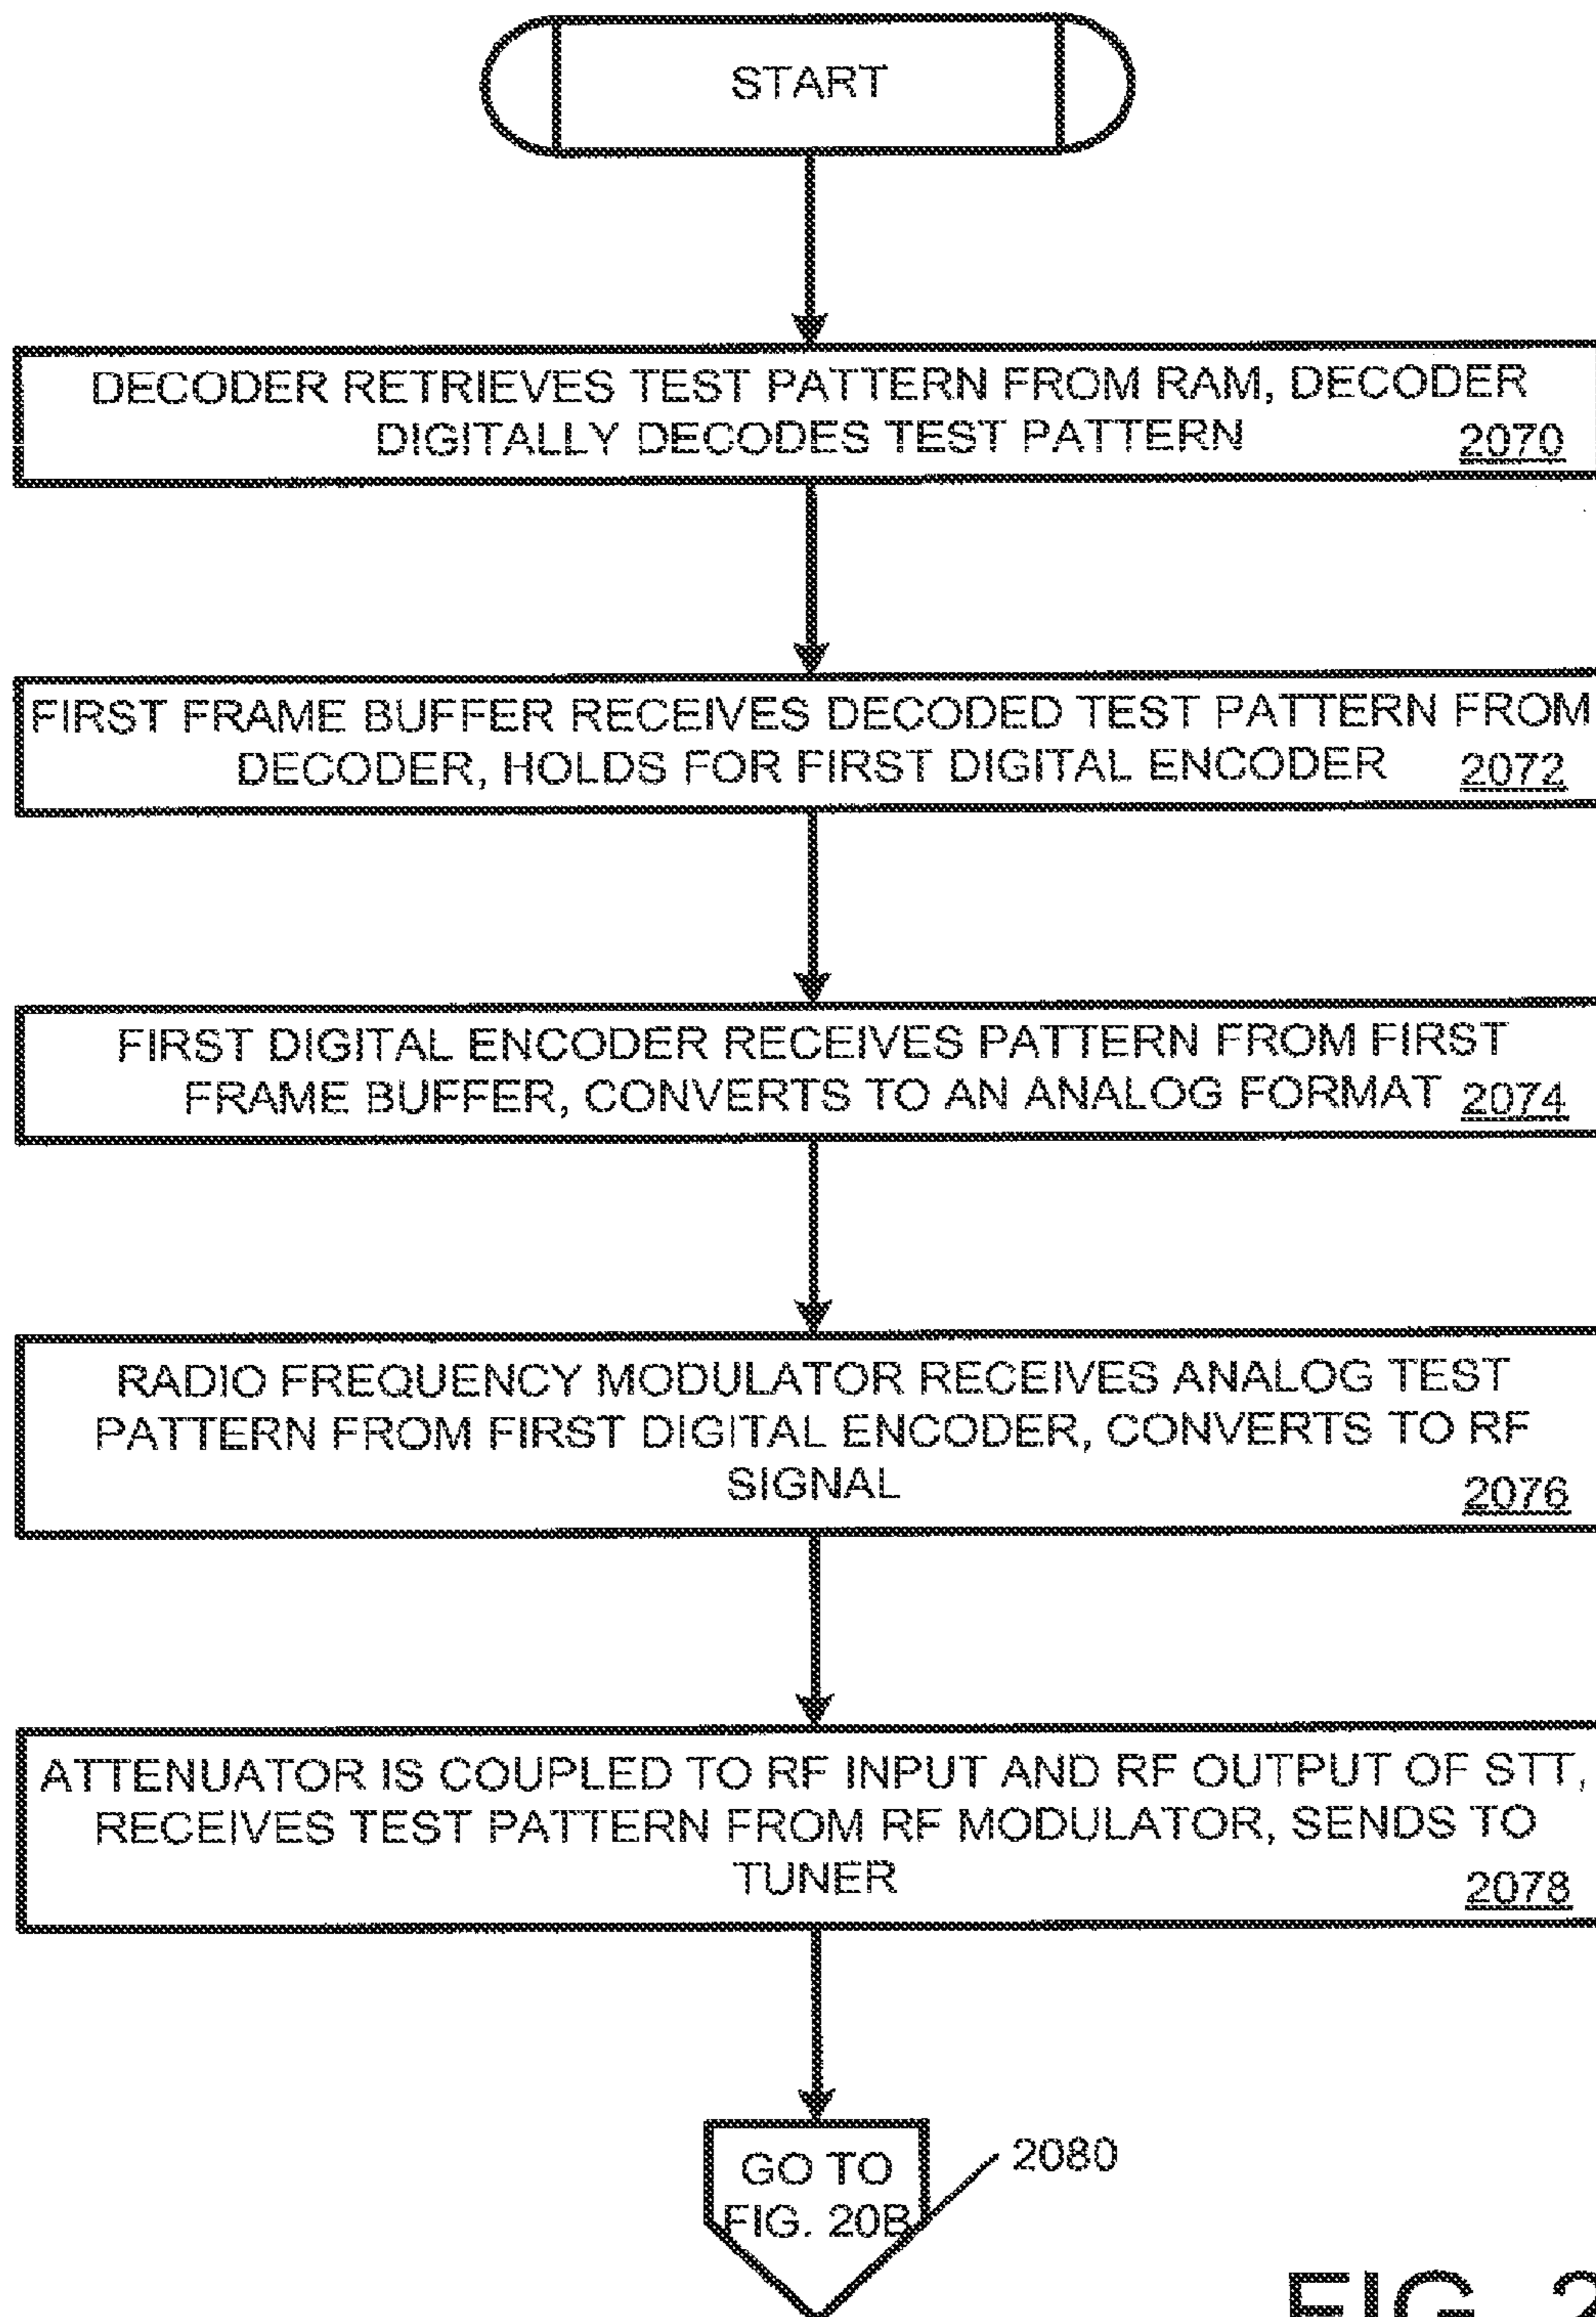 START
DECODER RETRIEVES TEST PATTERN FROM RAM, DECODER
DIGITALLY DECODES TEST PATTERN 2070
FIRST FRAME BUFFER RECEIVES DECODED TEST PATTERN FROM
DECODER, HOLDS FOR FIRST DIGITAL ENCODER 2072
FIRST DIGITAL ENCODER RECEIVES PATTERN FROM FIRST
FRAME BUFFER, CONVERTS TO AN ANALOG FORMAT 2074
RADIO FREQUENCY MODULATOR RECEIVES ANALOG TEST
PATTERN FROM FIRST DIGITAL ENCODER, CONVERTS TO RF
SIGNAL 2076
ATTENUATOR IS COUPLED TO RF INPUT AND RF OUTPUT OF STT,
RECEIVES TEST PATTERN FROM RF MODULATOR, SENDS TO
TUNER 2078
GO TO
FIG. 20B
2080
FIG.